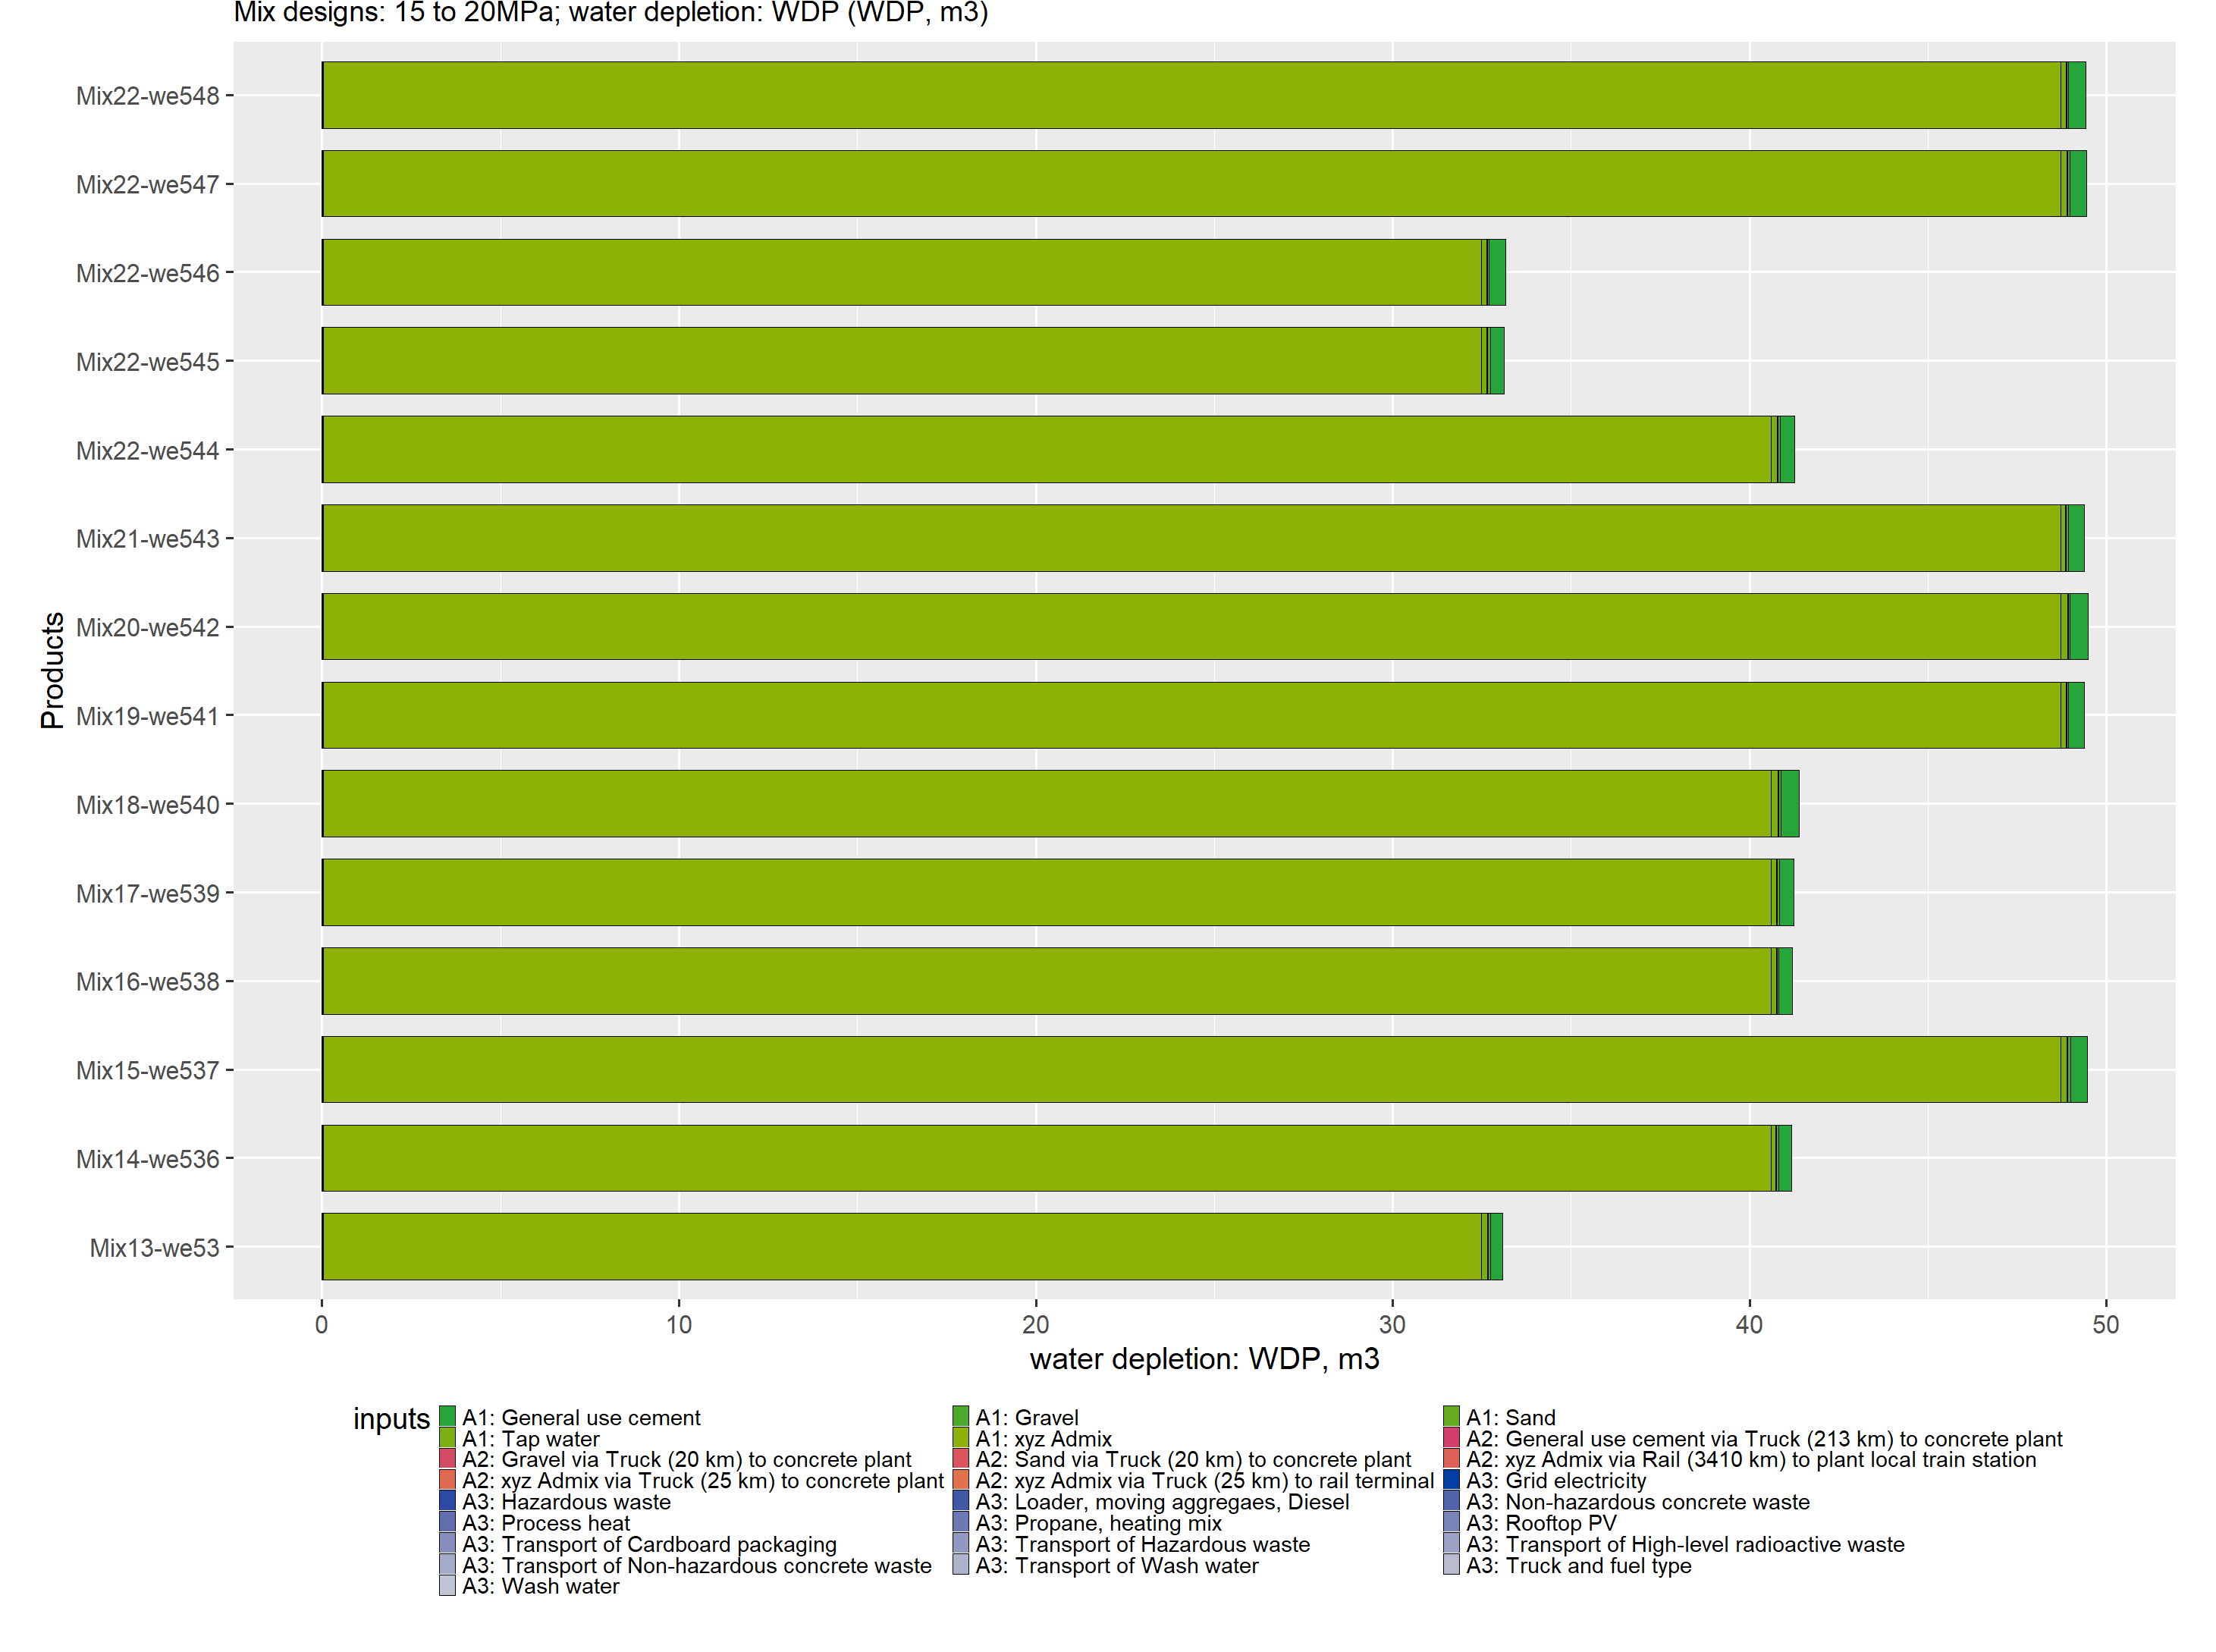 Mix designs: 15 to 20MPa; water depletion: WDP (WDP, m3)
Products
Mix22-we548
Mix22-we547
Mix22-we546
Mix22-we545
Mix22-we544
Mix21-we543
Mix20-we542
Mix19-we541
Mix18-we540
Mix17-we539
Mix16-we538
Mix15-we537
Mix14-we536
Mix13-we53
0 10 20 30 40 50
water depletion: WDP, m3
inputs
A1: General use cement A1: Gravel A1: Sand
A1: Tap water A1: xyz Admix A2: General use cement via Truck (213 km) to concrete plant
A2: Gravel via Truck (20 km) to concrete plant A2: Sand via Truck (20 km) to concrete plant A2: xyz Admix via Rail (3410 km) to plant local train station
A2: xyz Admix via Truck (25 km) to concrete plant A2: xyz Admix via Truck (25 km) to rail terminal A3: Grid electricity
A3: Hazardous waste A3: Loader, moving aggregaes, Diesel A3: Non-hazardous concrete waste
A3: Process heat A3: Propane, heating mix A3: Rooftop PV
A3: Transport of Cardboard packaging A3: Transport of Hazardous waste A3: Transport of High-level radioactive waste
A3: Transport of Non-hazardous concrete waste A3: Transport of Wash water A3: Truck and fuel type
A3: Wash water